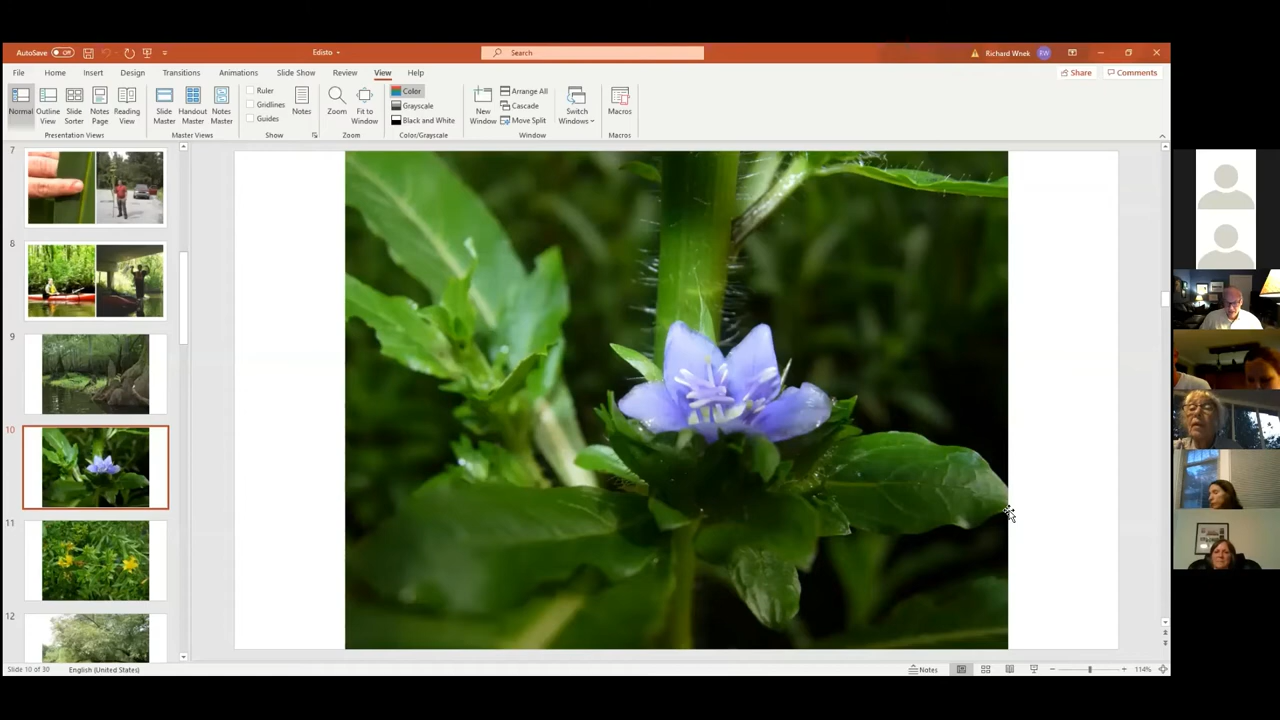 AutoSave Off Edisto Search Richard Wnek RW
File Home Insert Design Transitions Animations Slide Show Review View Help Share Comments
Normal Outline View Slide Sorter Notes Page Reading View
Presentation Views
Slide Master Handout Master Notes Master
Master Views
Ruler
Gridlines
Guides
Notes
Show
Zoom Fit to Window
Zoom
Color
Grayscale
Black and White
Color/Grayscale
New Window
Arrange All
Cascade
Move Split
Switch Windows
Window
Macros
Macros
7
8
9
10
11
12
Slide 10 of 30 English (United States) Notes 114%